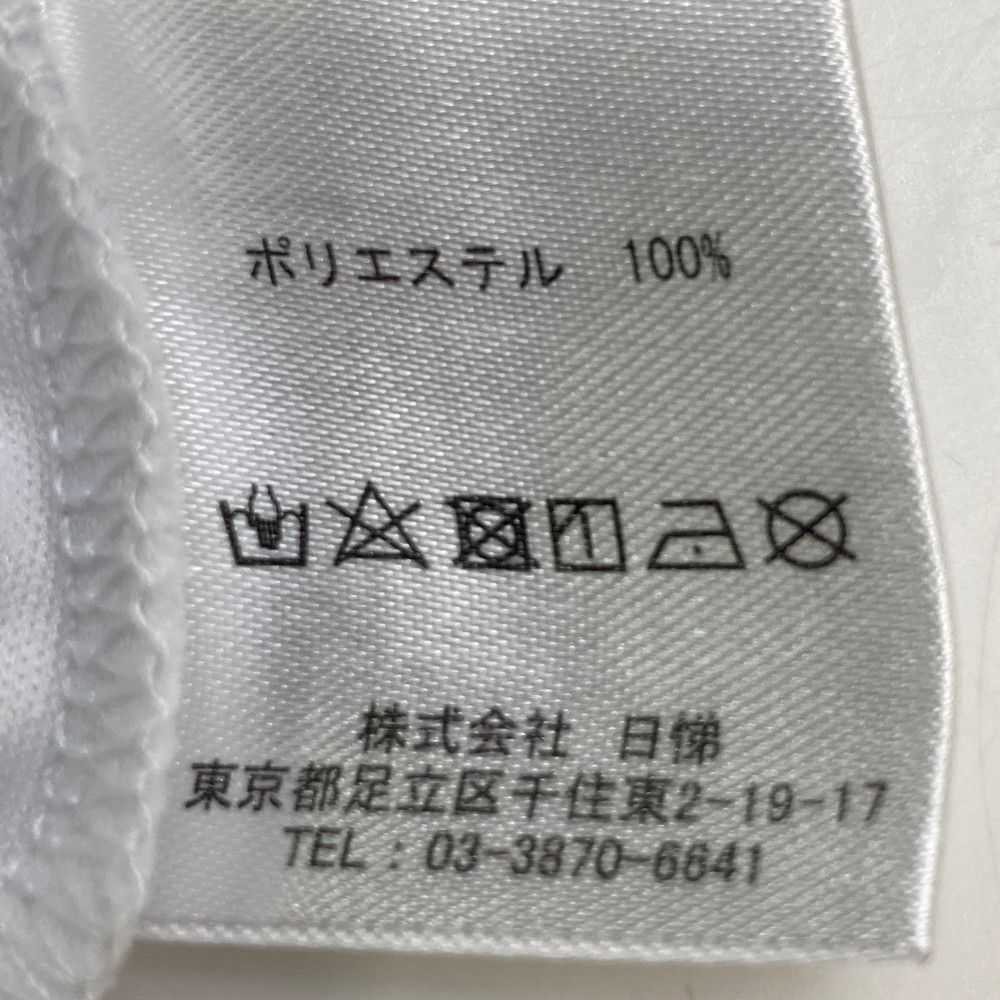 ポリエステル 100%
株式会社 日悌
東京都足立区千住東2-19-17
TEL : 03-3870-6641